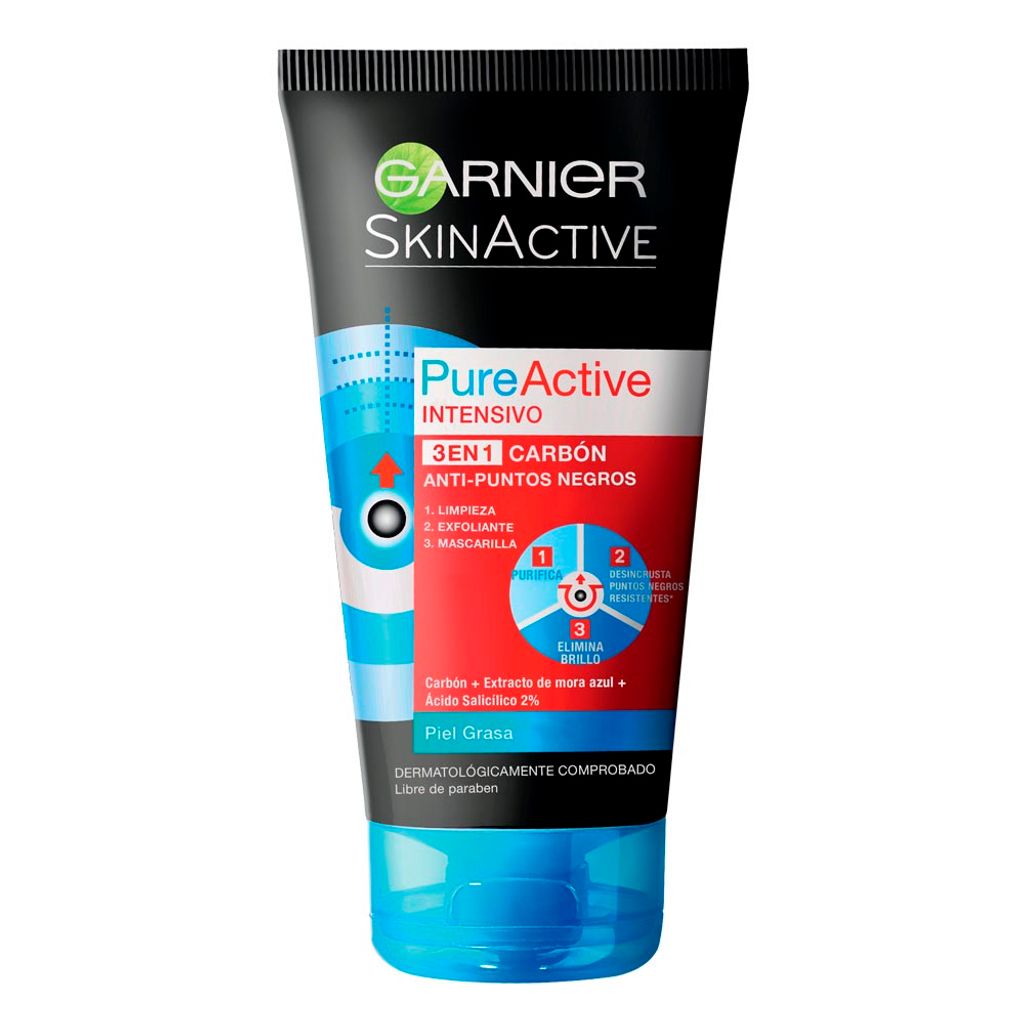 GARNIER
SKINACTIVE
PureActive
INTENSIVO
3EN1 CARBÓN
ANTI-PUNTOS NEGROS
1. LIMPIEZA
2. EXFOLIANTE
3. MASCARILLA
1
PURIFICA
2
DESINCRUSTA
PUNTOS NEGROS
RESISTENTES*
3
ELIMINA
BRILLO
Carbón + Extracto de mora azul +
Ácido Salicílico 2%
Piel Grasa
DERMATOLÓGICAMENTE COMPROBADO
Libre de paraben